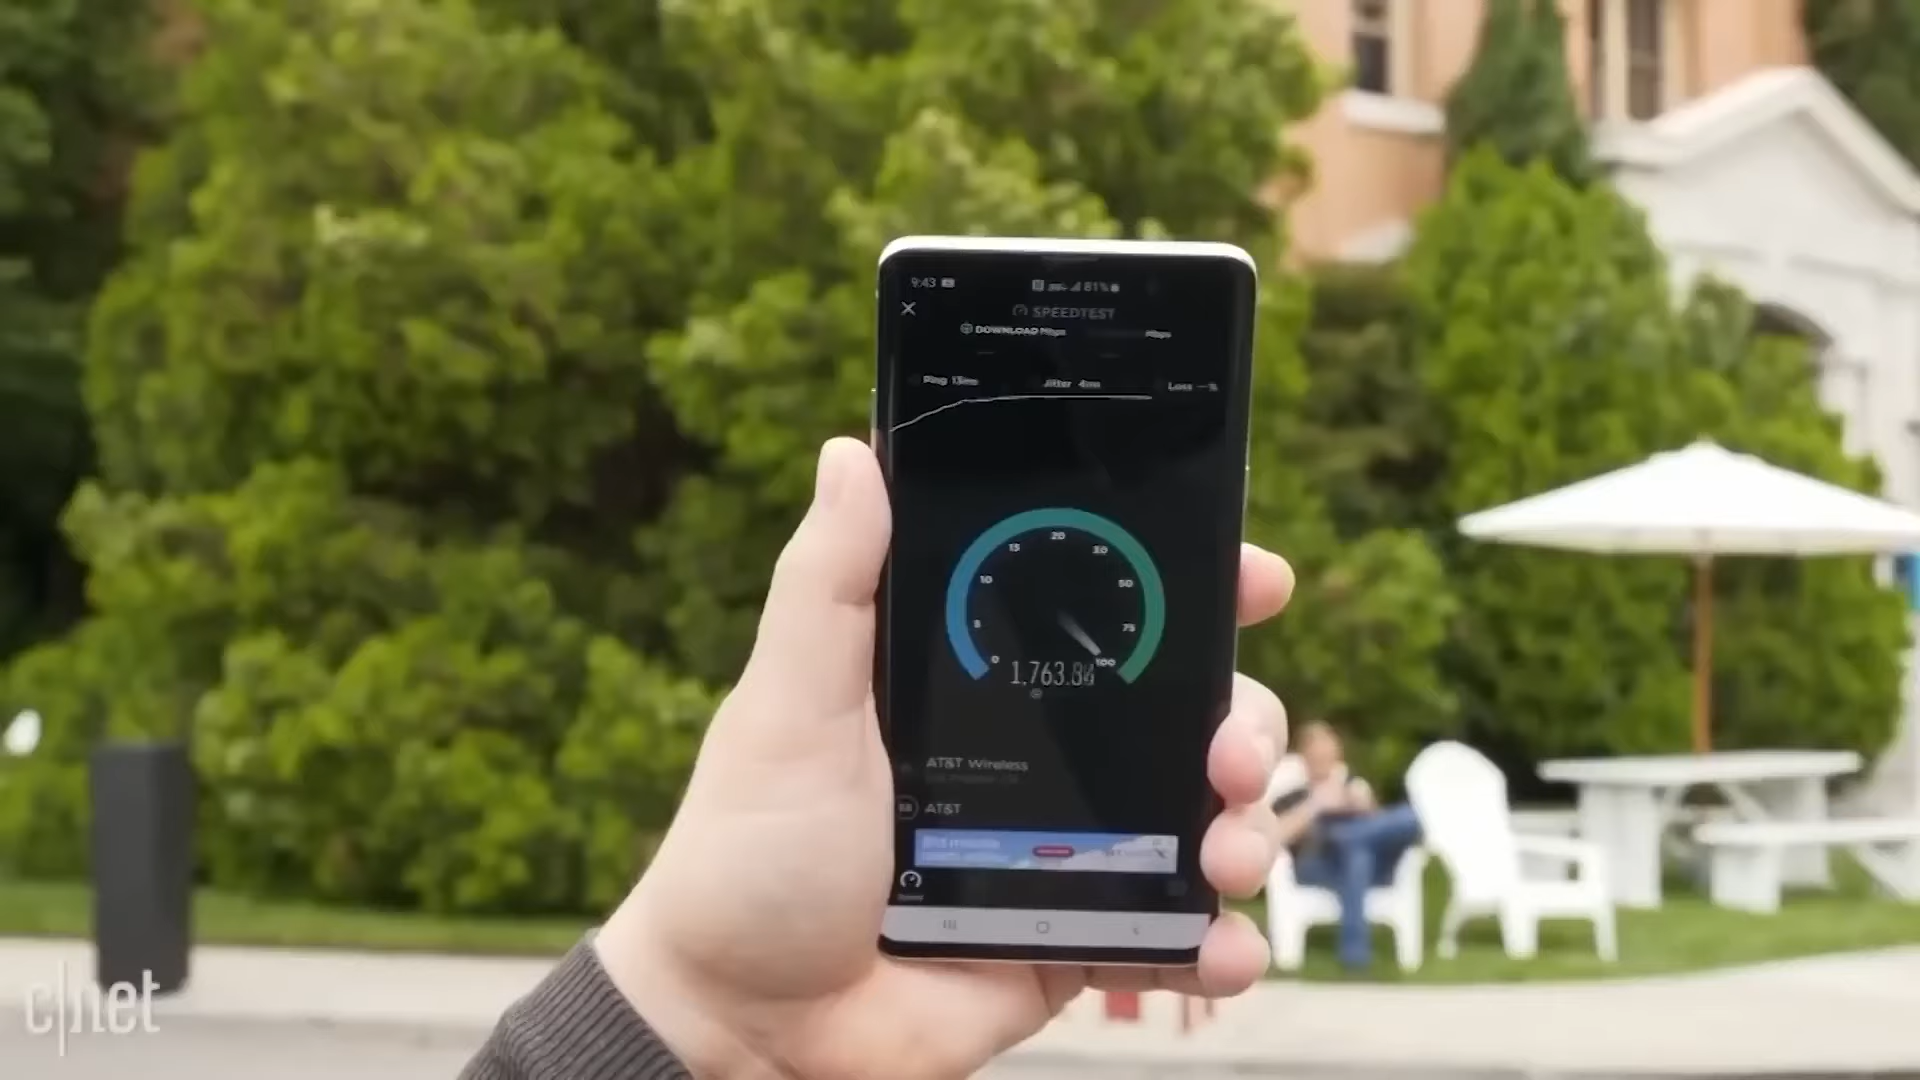 9:43 81%
SPEEDTEST
DOWNLOAD Mbps Mbps
Ping 13ms Jitter 4ms Loss —%
20
15 30
10 50
5 75
0 100
1,763.8
AT&T Wireless
AT&T
c|net